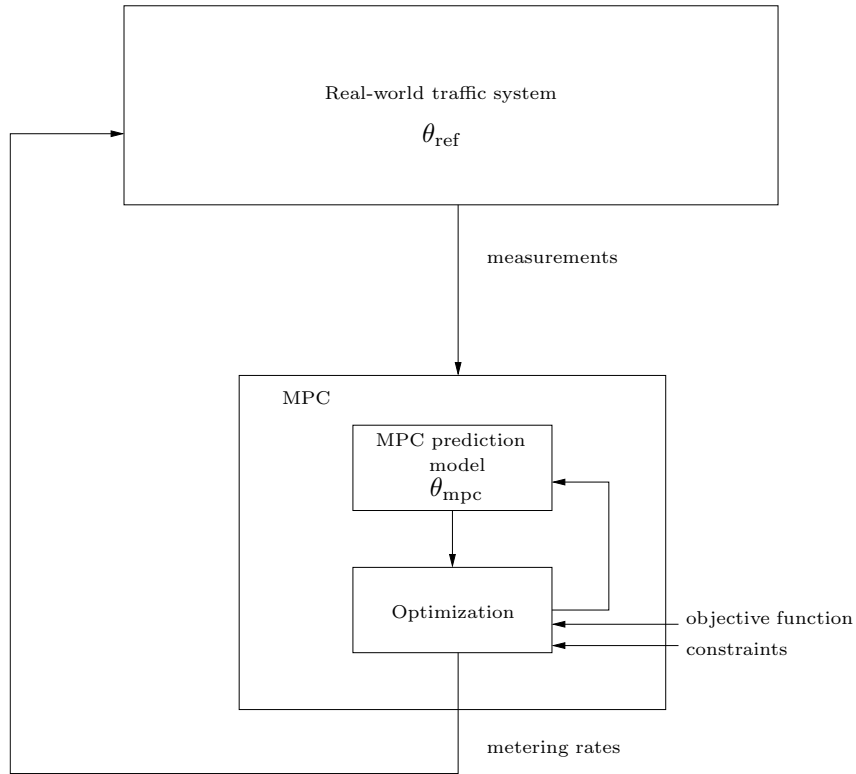 Real-world traffic system
θref
measurements
MPC
MPC prediction
model
θmpc
Optimization
objective function
constraints
metering rates